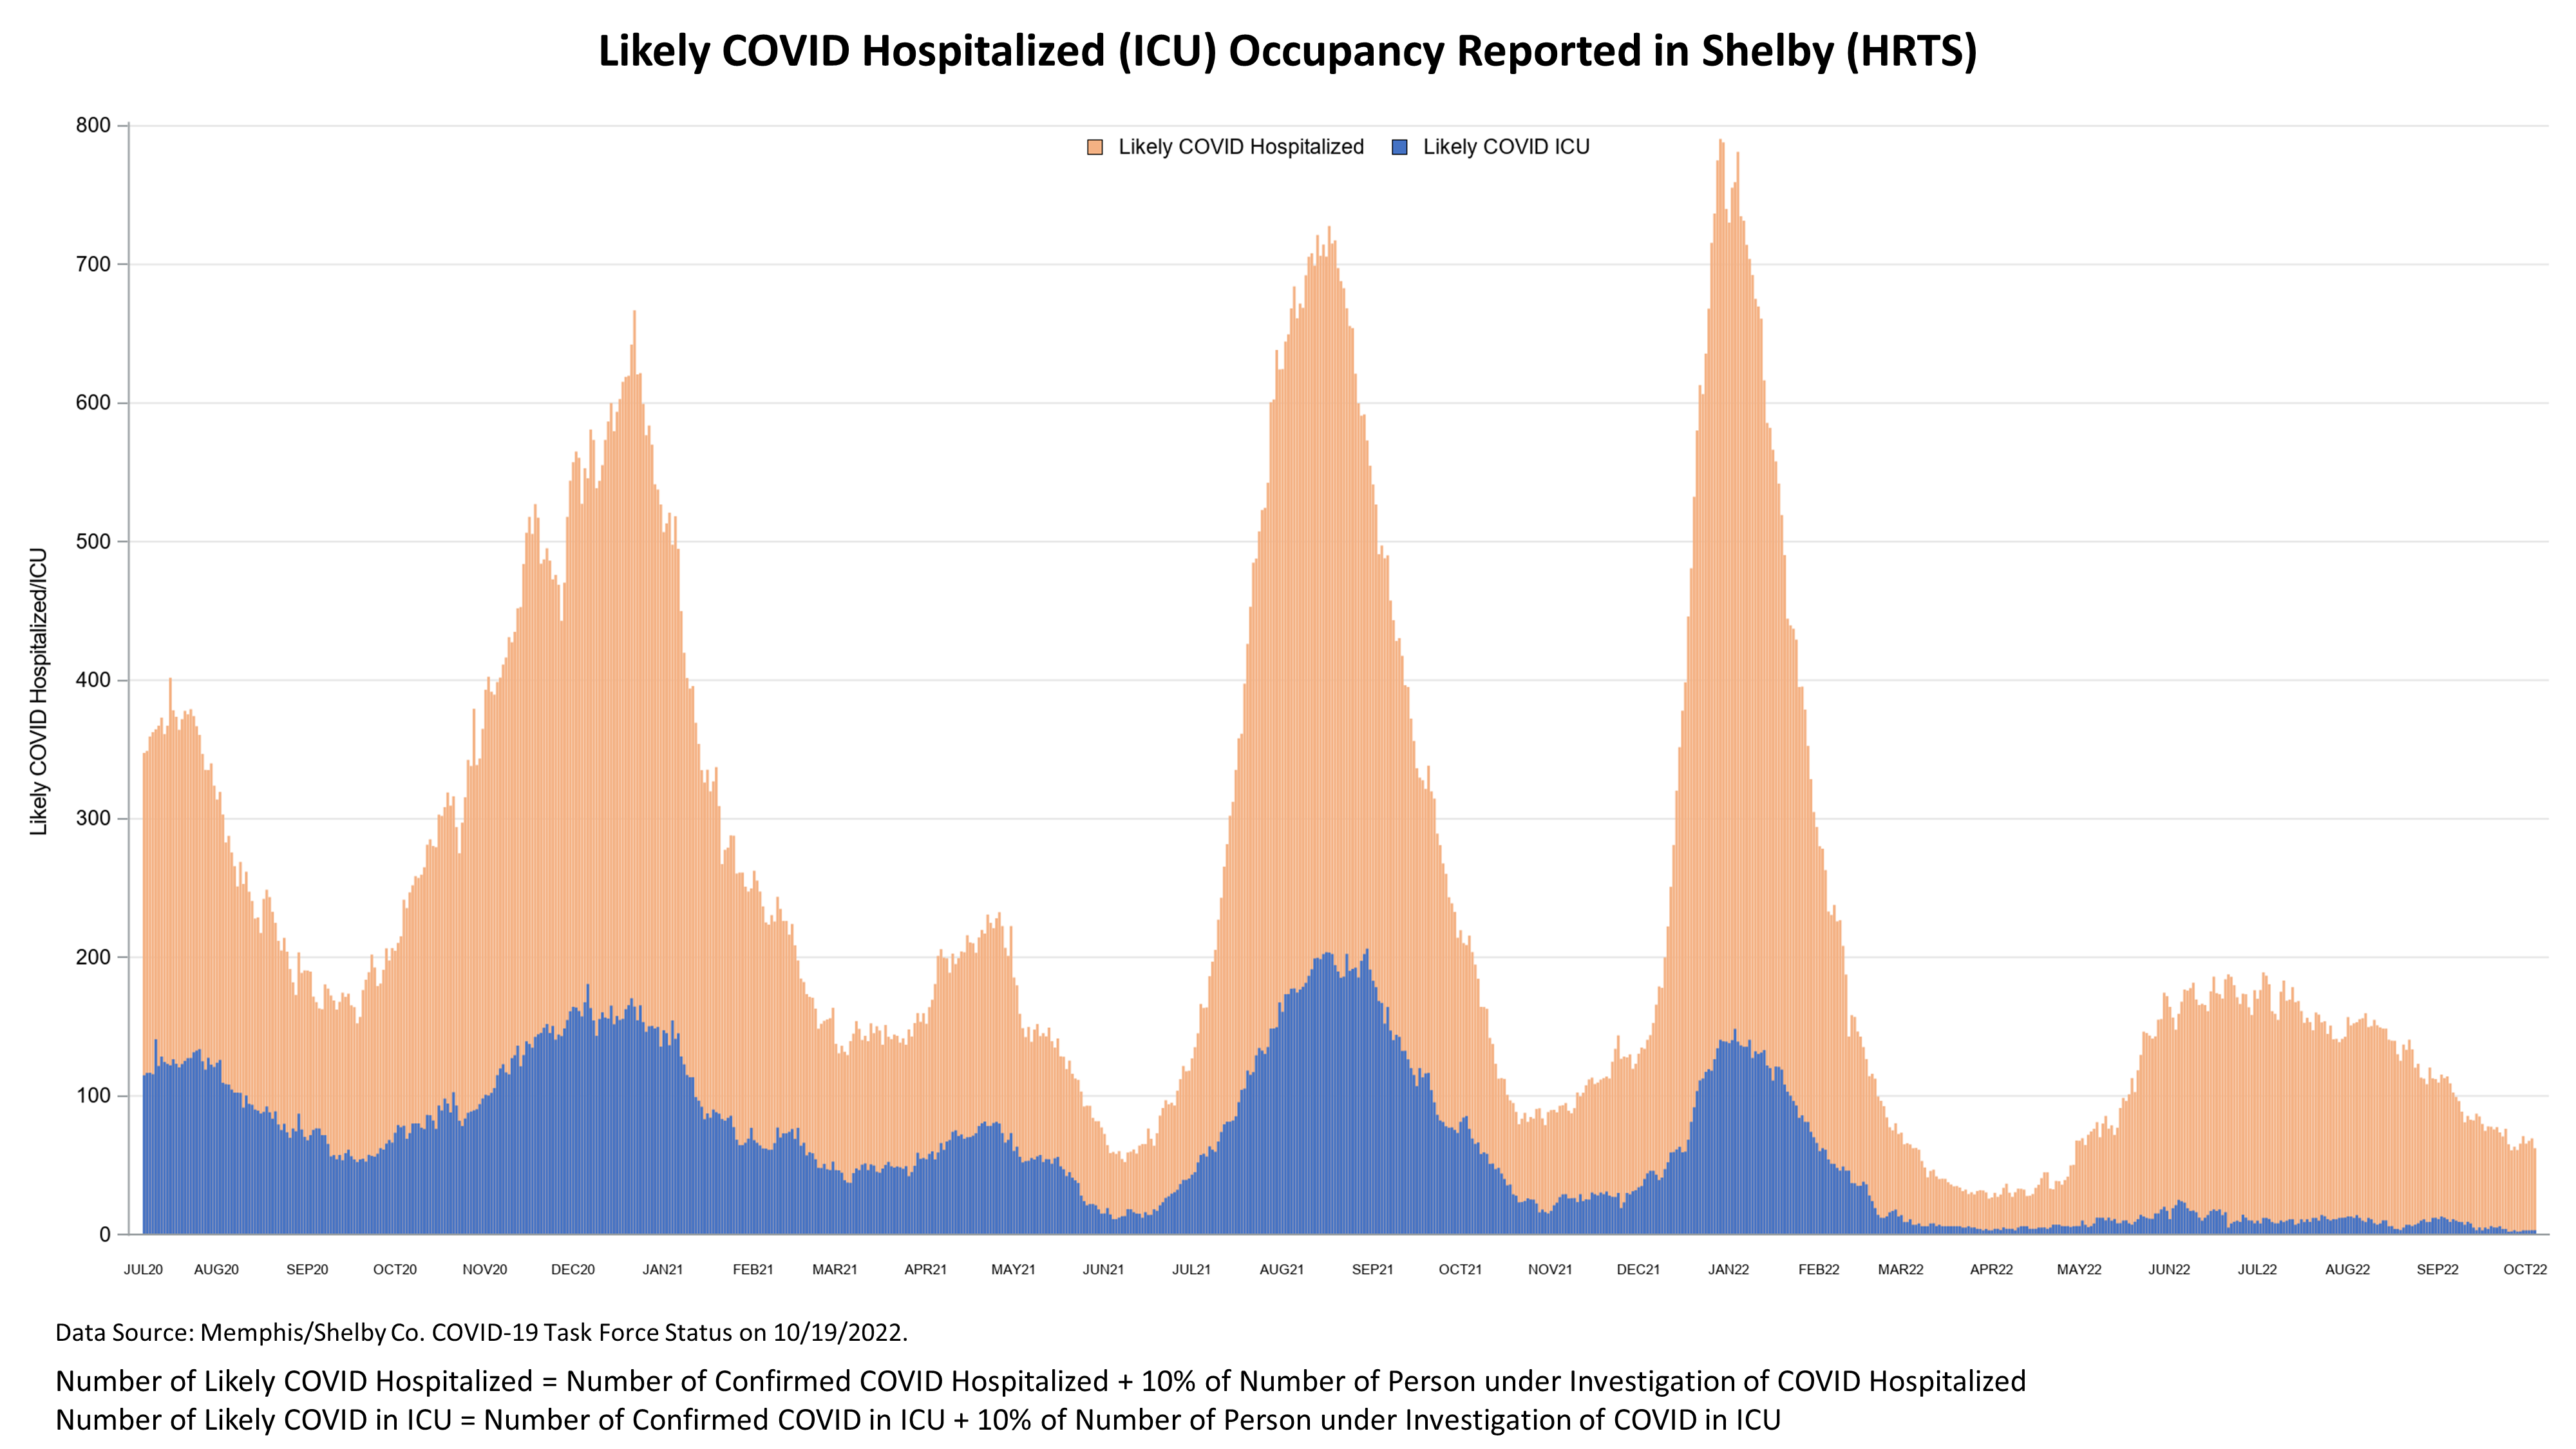 Likely COVID Hospitalized (ICU) Occupancy Reported in Shelby (HRTS)
Likely COVID Hospitalized Likely COVID ICU
Likely COVID Hospitalized/ICU
800
700
600
500
400
300
200
100
0
JUL20 AUG20 SEP20 OCT20 NOV20 DEC20 JAN21 FEB21 MAR21 APR21 MAY21 JUN21 JUL21 AUG21 SEP21 OCT21 NOV21 DEC21 JAN22 FEB22 MAR22 APR22 MAY22 JUN22 JUL22 AUG22 SEP22 OCT22
Data Source: Memphis/Shelby Co. COVID-19 Task Force Status on 10/19/2022.
Number of Likely COVID Hospitalized = Number of Confirmed COVID Hospitalized + 10% of Number of Person under Investigation of COVID Hospitalized
Number of Likely COVID in ICU = Number of Confirmed COVID in ICU + 10% of Number of Person under Investigation of COVID in ICU